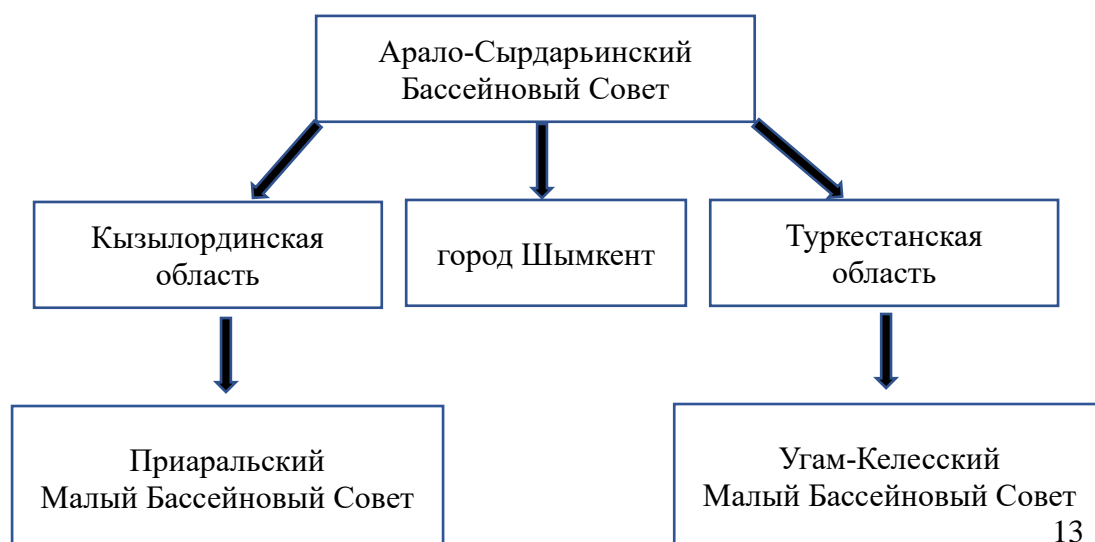 Арало-Сырдарьинский
Бассейновый Совет
Кызылординская
область
город Шымкент
Туркестанская
область
Приаральский
Малый Бассейновый Совет
Угам-Келесский
Малый Бассейновый Совет
13